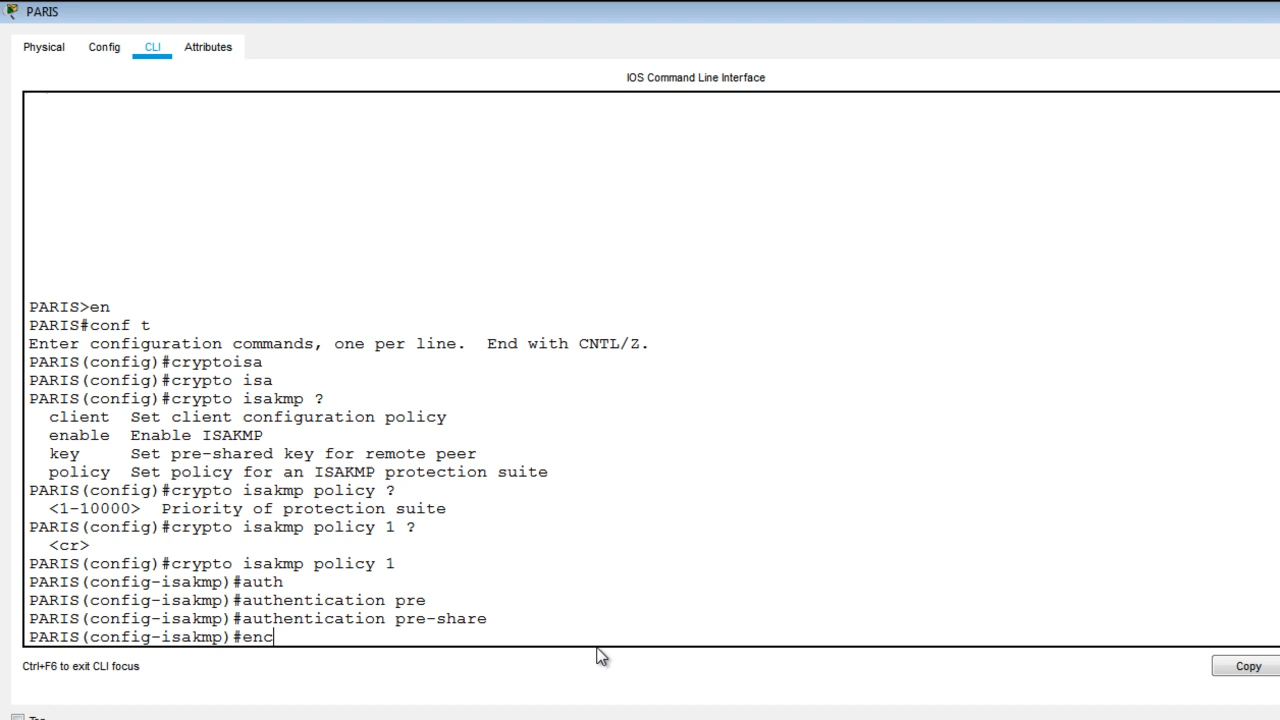 PARIS
Physical Config CLI Attributes
IOS Command Line Interface
PARIS>en
PARIS#conf t
Enter configuration commands, one per line.  End with CNTL/Z.
PARIS(config)#cryptoisa
PARIS(config)#crypto isa
PARIS(config)#crypto isakmp ?
  client  Set client configuration policy
  enable  Enable ISAKMP
  key     Set pre-shared key for remote peer
  policy  Set policy for an ISAKMP protection suite
PARIS(config)#crypto isakmp policy ?
  <1-10000>  Priority of protection suite
PARIS(config)#crypto isakmp policy 1 ?
  <cr>
PARIS(config)#crypto isakmp policy 1
PARIS(config-isakmp)#auth
PARIS(config-isakmp)#authentication pre
PARIS(config-isakmp)#authentication pre-share
PARIS(config-isakmp)#enc
Ctrl+F6 to exit CLI focus
Copy